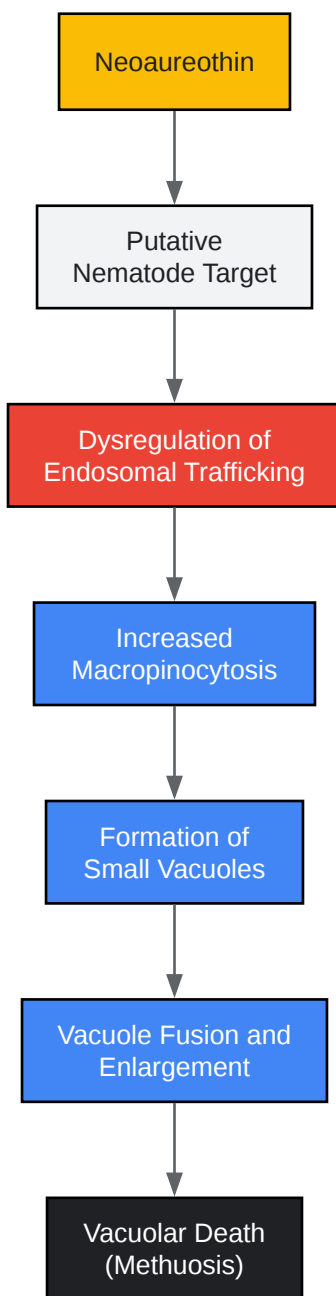 Neoaureothin
Putative
Nematode Target
Dysregulation of
Endosomal Trafficking
Increased
Macropinocytosis
Formation of
Small Vacuoles
Vacuole Fusion and
Enlargement
Vacuolar Death
(Methuosis)